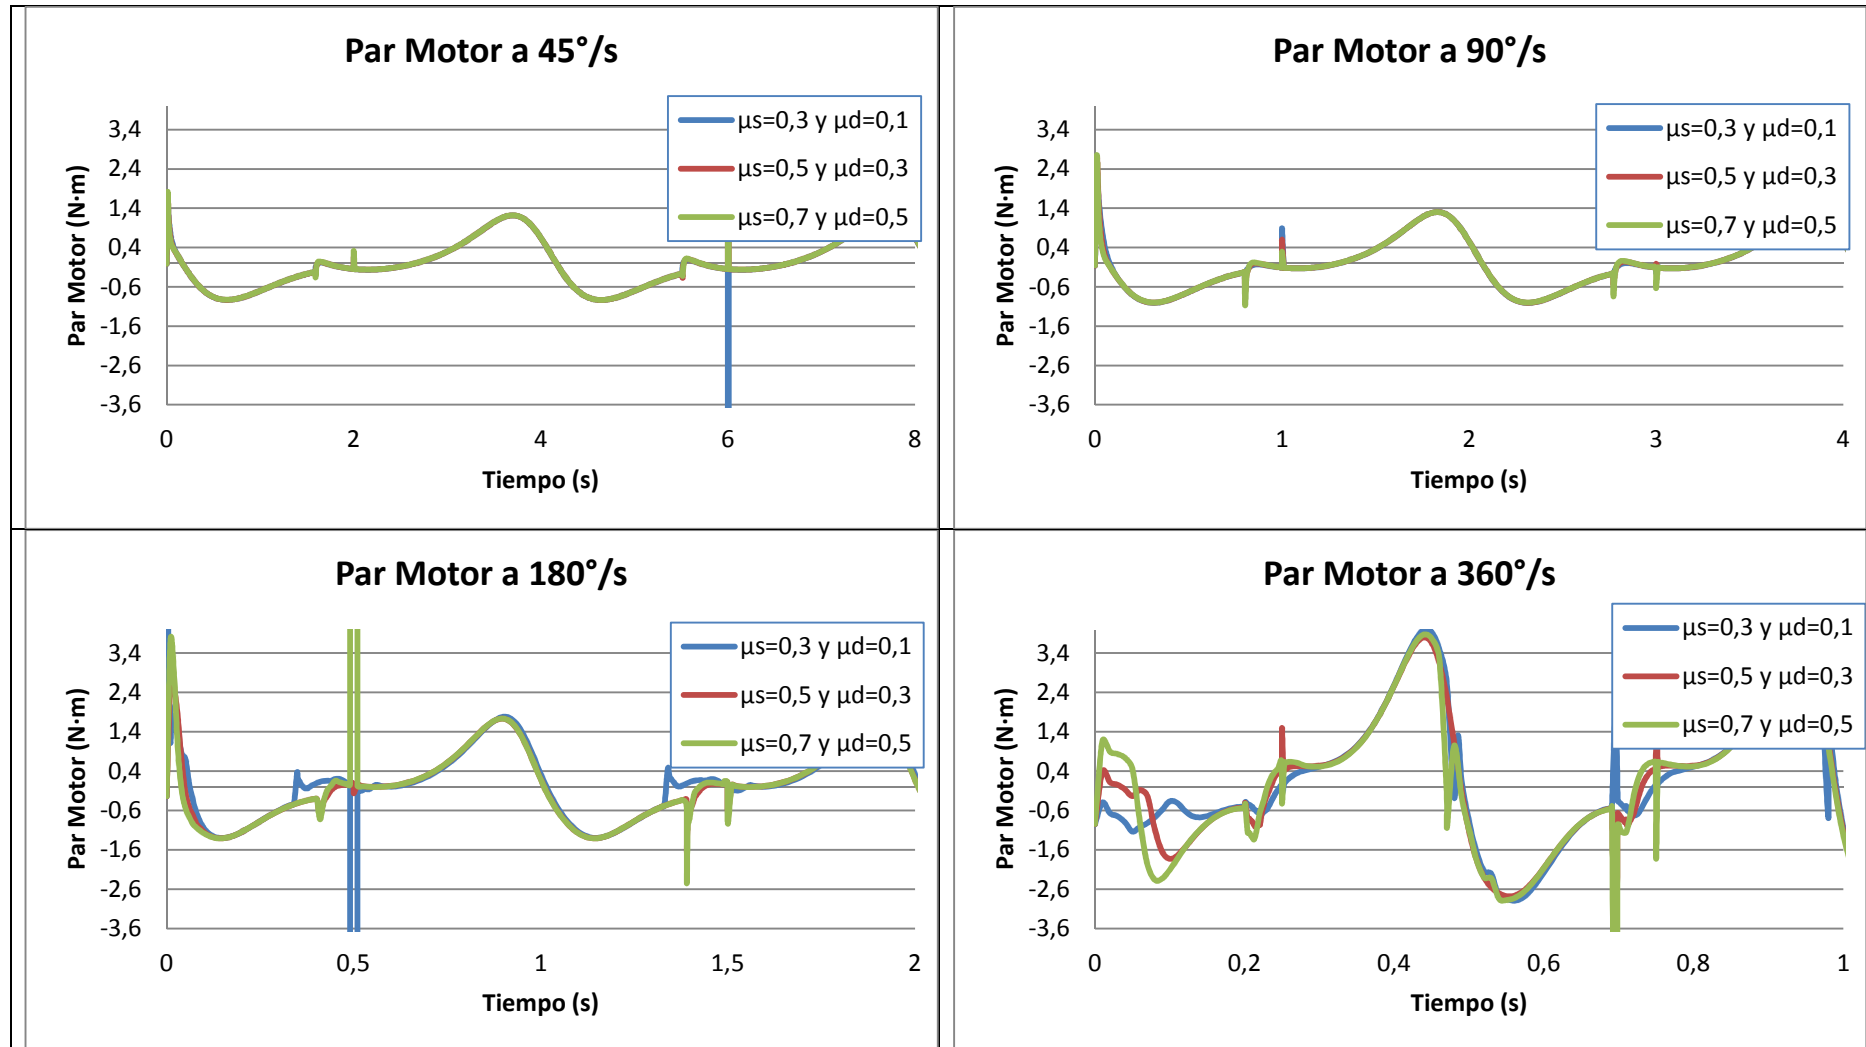 Par Motor a 45°/s
Par Motor (N·m)
3,4
2,4
1,4
0,4
-0,6
-1,6
-2,6
-3,6
0 2 4 6 8
Tiempo (s)
μs=0,3 y μd=0,1
μs=0,5 y μd=0,3
μs=0,7 y μd=0,5
Par Motor a 90°/s
Par Motor (N·m)
3,4
2,4
1,4
0,4
-0,6
-1,6
-2,6
-3,6
0 1 2 3 4
Tiempo (s)
μs=0,3 y μd=0,1
μs=0,5 y μd=0,3
μs=0,7 y μd=0,5
Par Motor a 180°/s
Par Motor (N·m)
3,4
2,4
1,4
0,4
-0,6
-1,6
-2,6
-3,6
0 0,5 1 1,5 2
Tiempo (s)
μs=0,3 y μd=0,1
μs=0,5 y μd=0,3
μs=0,7 y μd=0,5
Par Motor a 360°/s
Par Motor (N·m)
3,4
2,4
1,4
0,4
-0,6
-1,6
-2,6
-3,6
0 0,2 0,4 0,6 0,8 1
Tiempo (s)
μs=0,3 y μd=0,1
μs=0,5 y μd=0,3
μs=0,7 y μd=0,5